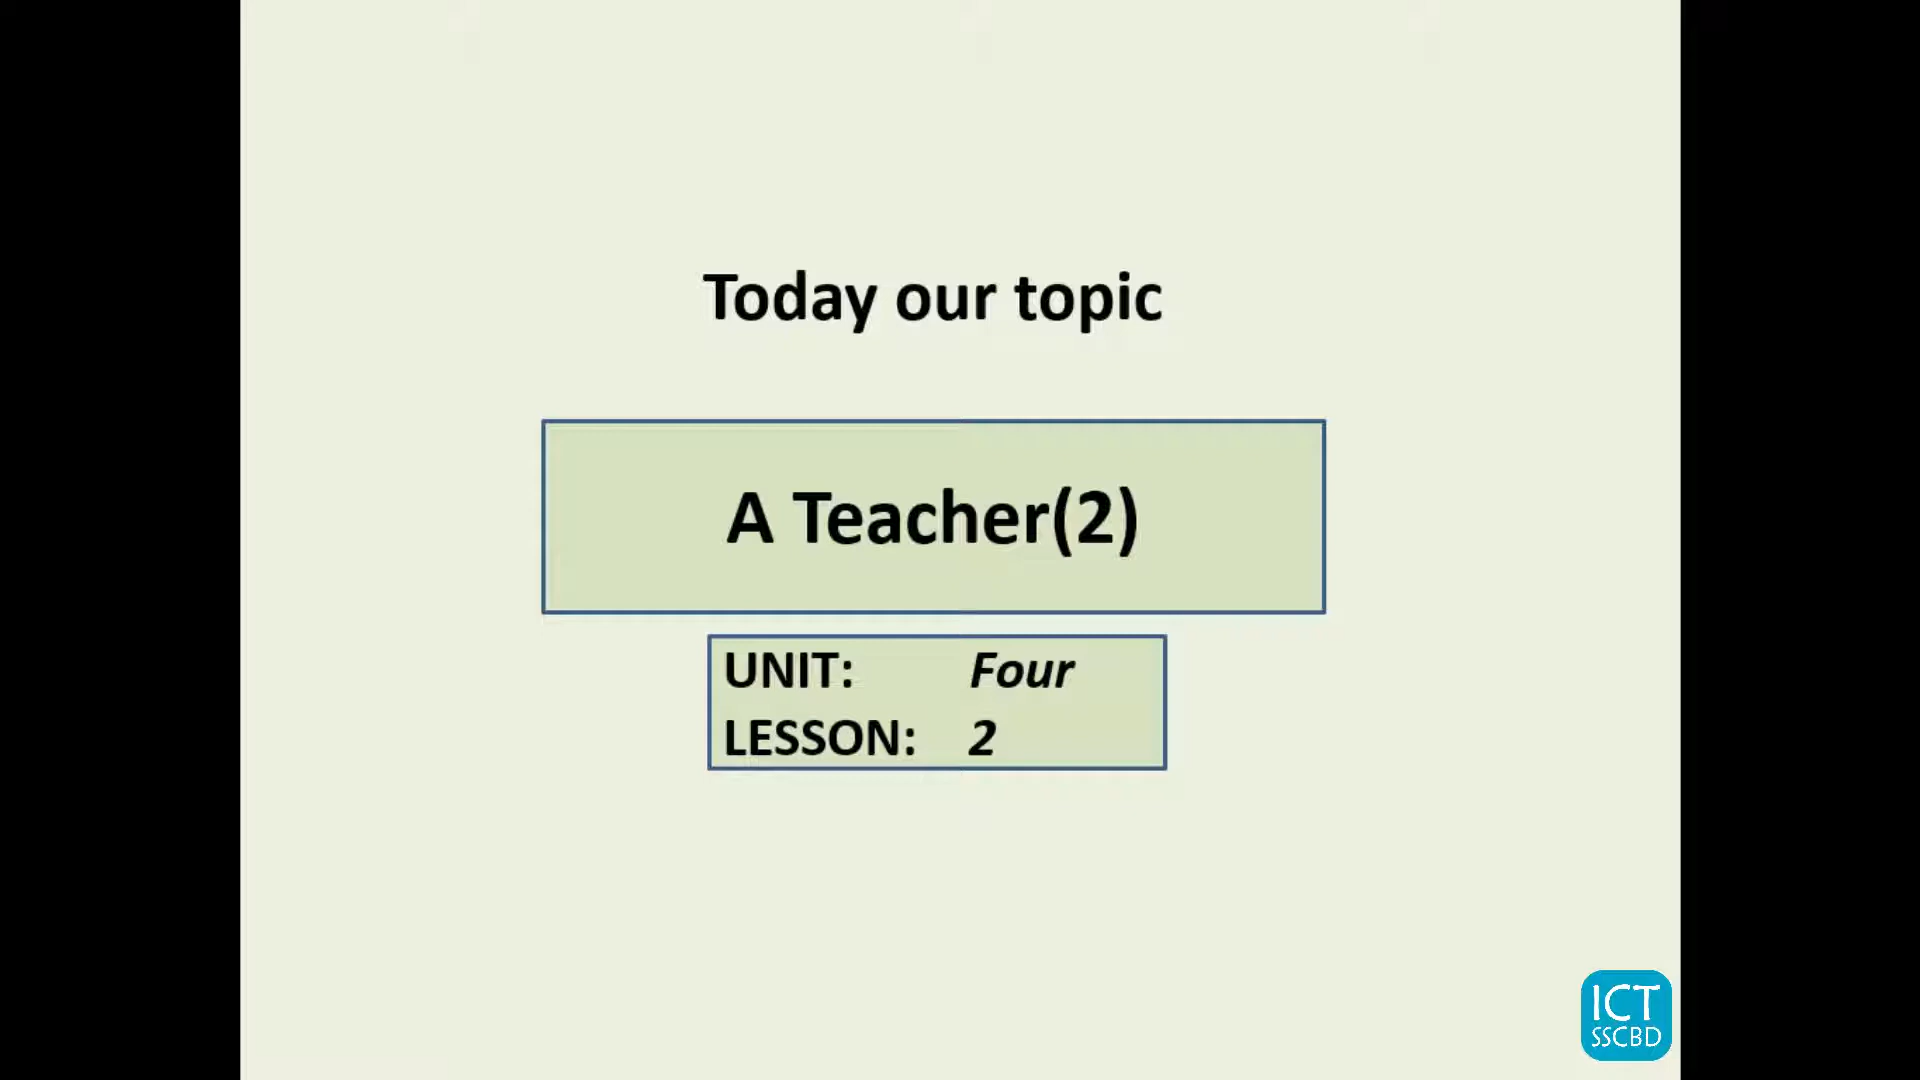 Today our topic
A Teacher(2)
UNIT: Four
LESSON: 2
ICT
SSCBD